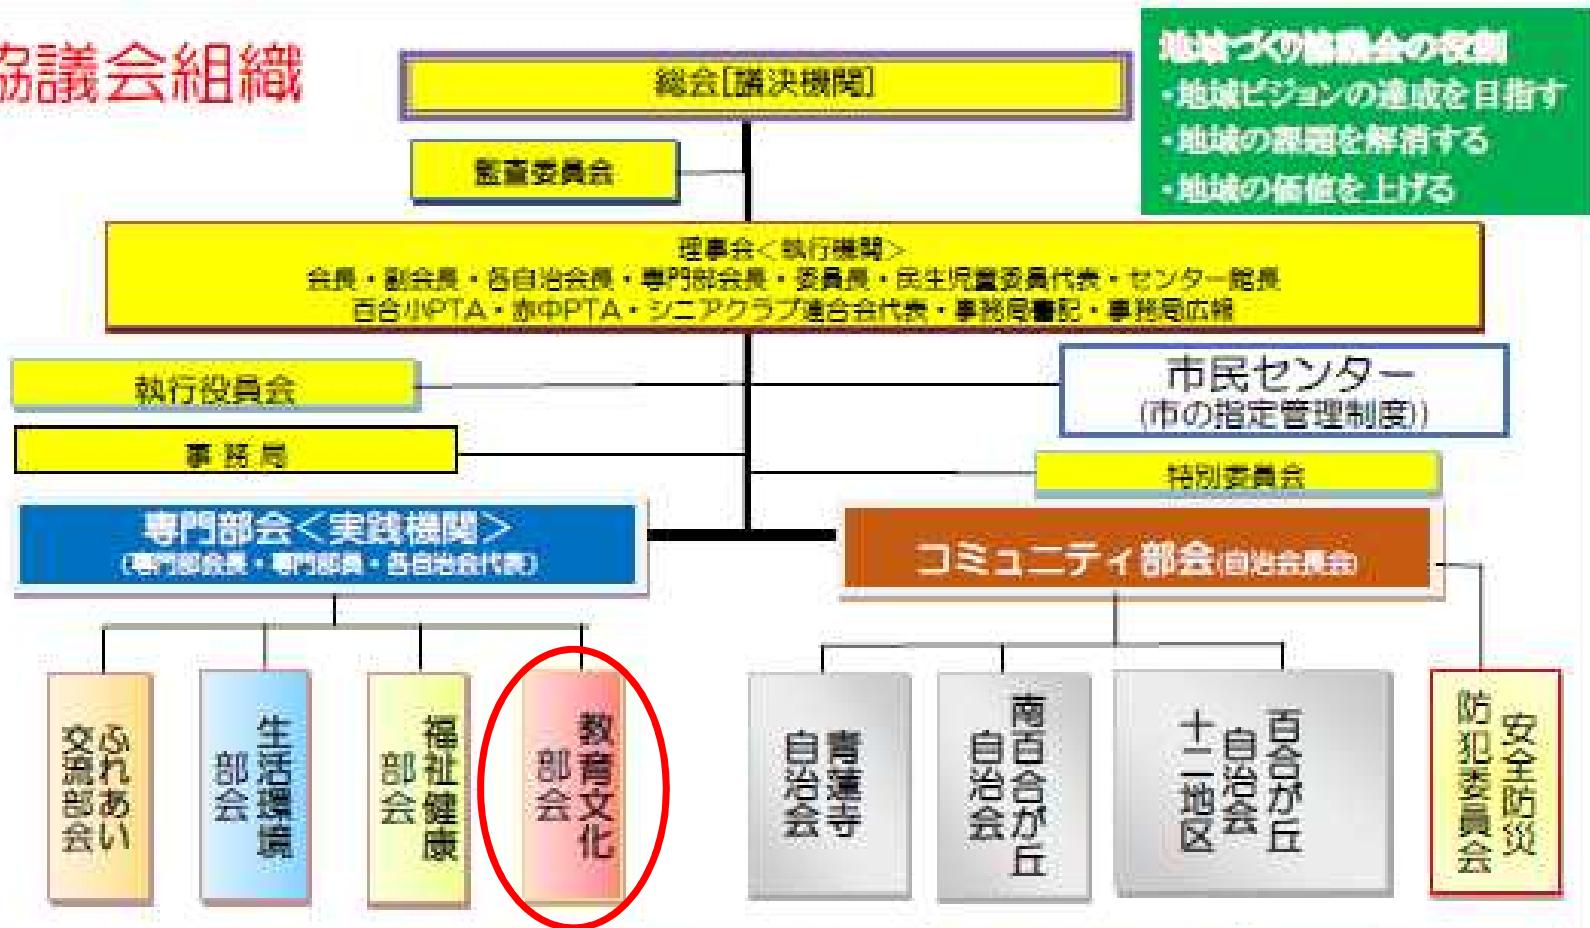 協議会組織
総会[議決機関]
地域づくり協議会の役割
・地域ビジョンの達成を目指す
・地域の課題を解消する
・地域の価値を上げる
監査委員会
理事会<執行機関>
会長・副会長・各自治会長・専門部会長・委員長・民生児童委員代表・センター館長
百合小PTA・赤中PTA・シニアクラブ連合会代表・事務局書記・事務局広報
執行役員会
市民センター
(市の指定管理制度))
事務局
特別委員会
専門部会<実践機関>
(専門部会長・専門部員・各自治会代表)
コミュニティ部会(自治会長会)
ふれあい
交流部会
生活環境
部会
福祉健康
部会
教育文化
部会
青蓮寺
自治会
南百合が丘
自治会
百合が丘
自治会
十二地区
安全防災
防犯委員会